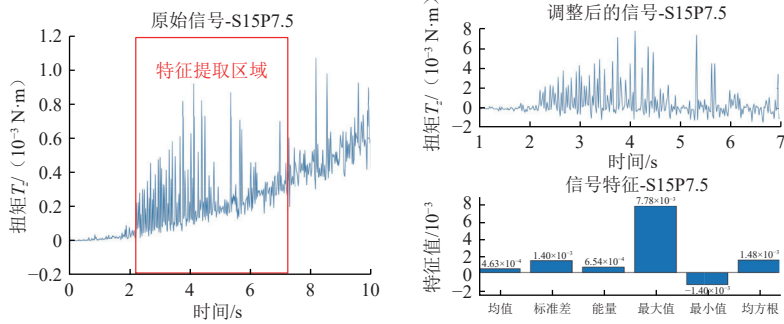 原始信号-S15P7.5
特征提取区域
扭矩Tz/（10⁻³ N·m）
1.2
1.0
0.8
0.6
0.4
0.2
0
−0.2
0 2 4 6 8 10
时间/s
调整后的信号-S15P7.5
扭矩Tz/（10⁻³ N·m）
8
6
4
2
0
−2
1 2 3 4 5 6 7
时间/s
信号特征-S15P7.5
特征值/10⁻³
8
6
4
2
0
−2
4.63×10⁻⁴
1.40×10⁻³
6.54×10⁻⁴
7.78×10⁻³
−1.40×10⁻³
1.48×10⁻³
均值 标准差 能量 最大值 最小值 均方根